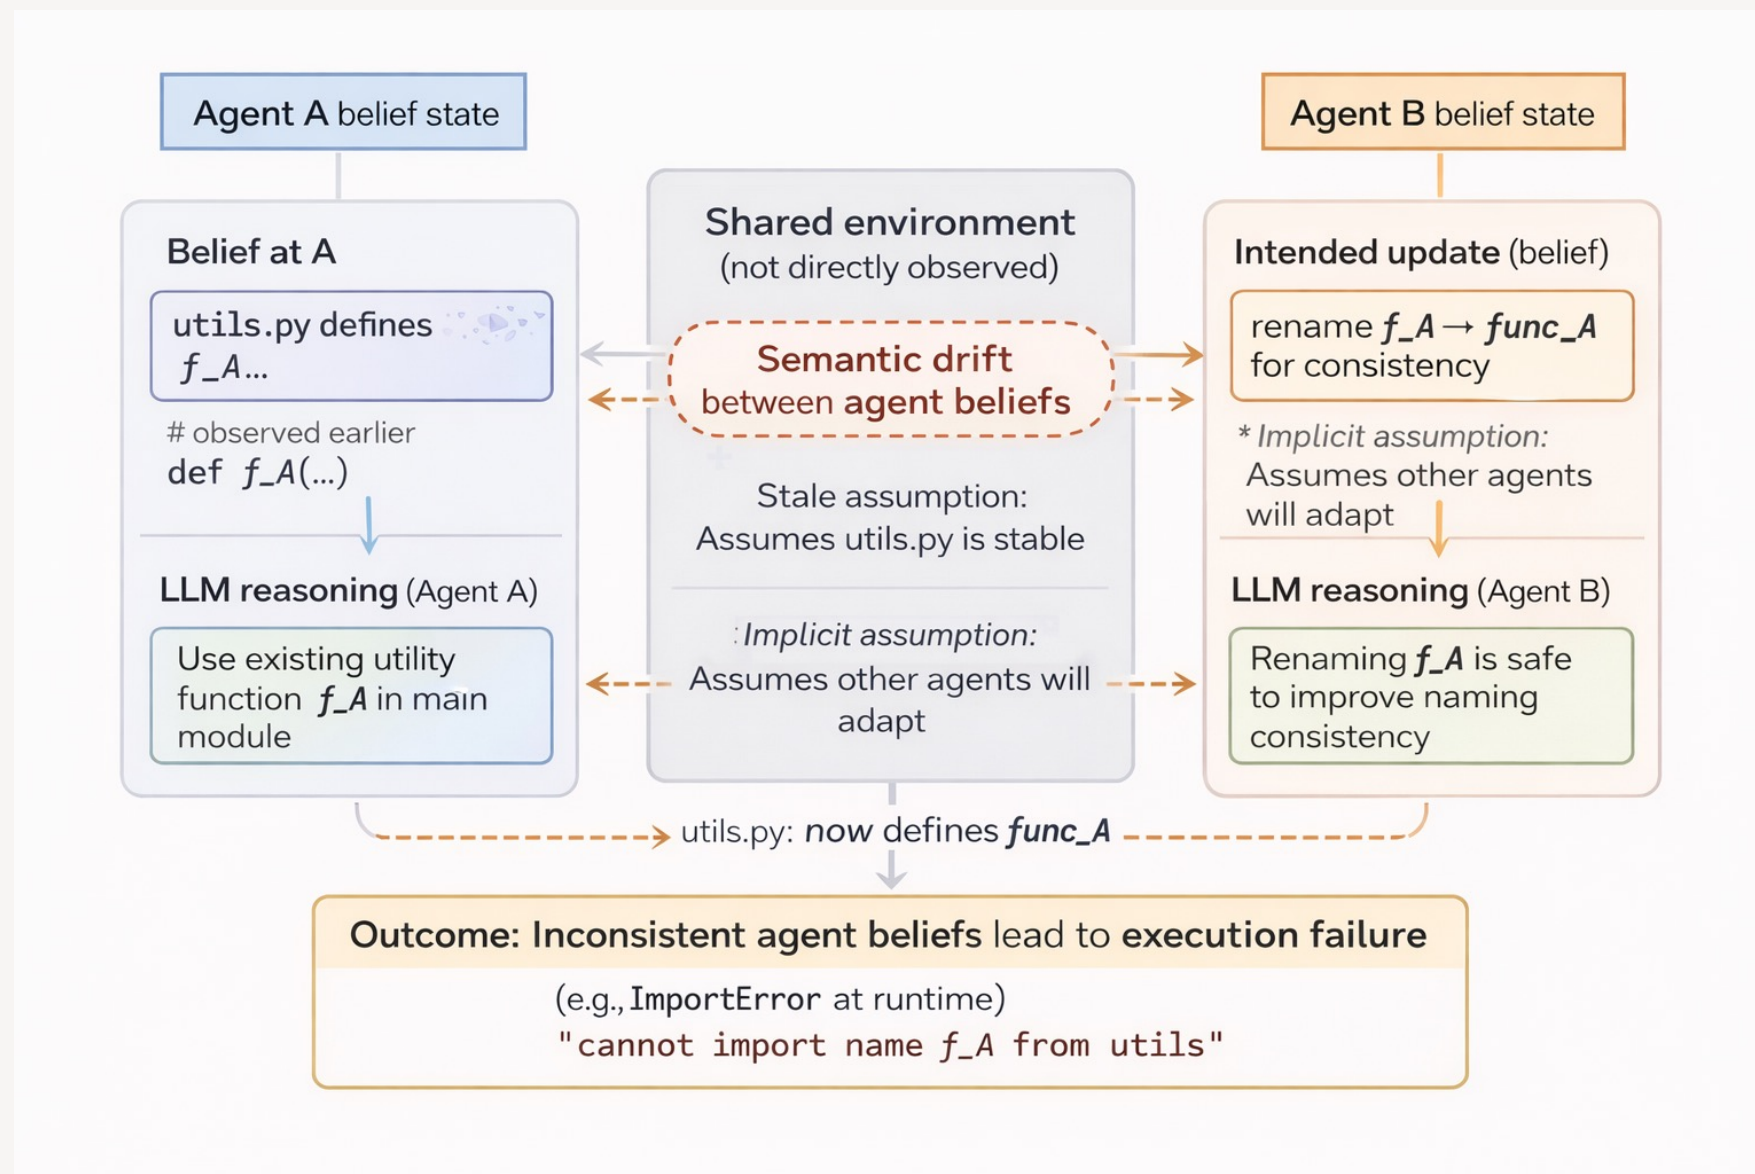 Agent A belief state
Belief at A
utils.py defines
f_A...
# observed earlier
def f_A(...)
LLM reasoning (Agent A)
Use existing utility
function f_A in main
module
Shared environment
(not directly observed)
Semantic drift
between agent beliefs
Stale assumption:
Assumes utils.py is stable
Implicit assumption:
Assumes other agents will
adapt
Agent B belief state
Intended update (belief)
rename f_A → func_A
for consistency
* Implicit assumption:
Assumes other agents
will adapt
LLM reasoning (Agent B)
Renaming f_A is safe
to improve naming
consistency
utils.py: now defines func_A
Outcome: Inconsistent agent beliefs lead to execution failure
(e.g., ImportError at runtime)
"cannot import name f_A from utils"